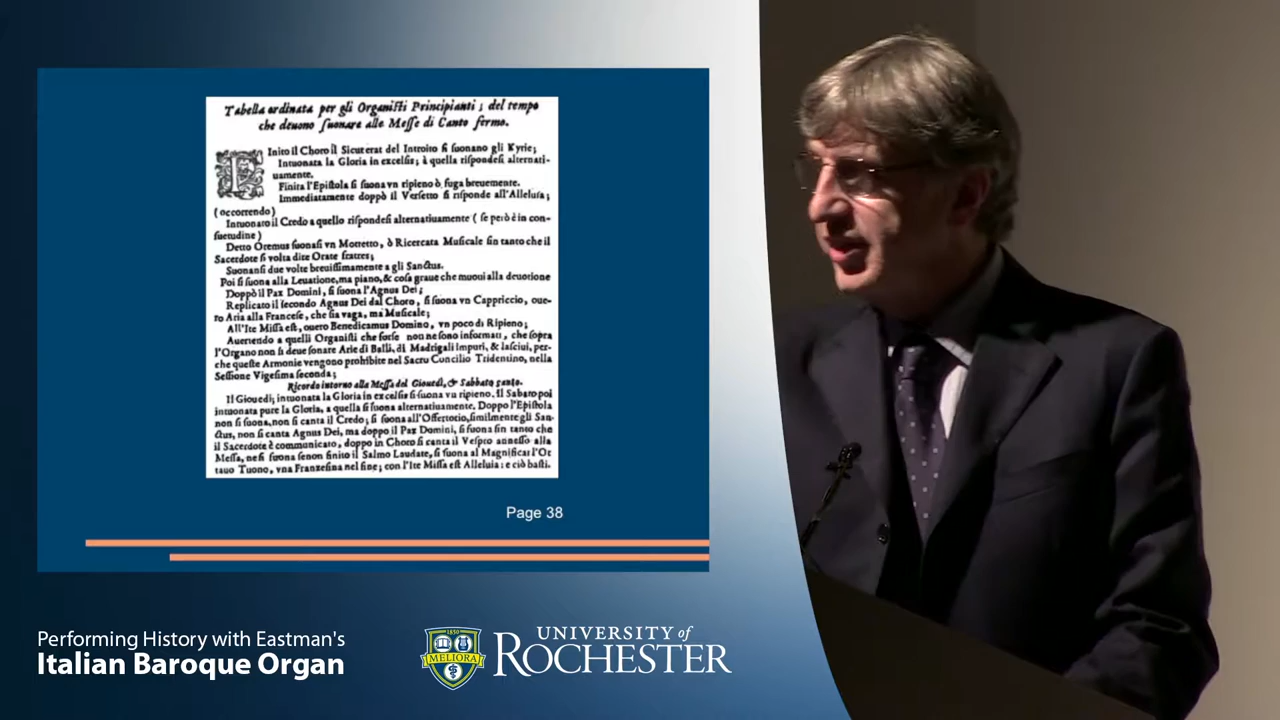 Tabella ordinata per gli Organiſti Principianti ; del tempo
che deuono ſuonare alle Meſſe di Canto fermo.
FInito il Choro il Sicut erat del Introito ſi ſuonano gli Kyrie;
Intuonata la Gloria in excelſis; à quella riſpondeſi alternati-
uamente.
Finita l'Epiſtola ſi ſuona vn ripieno ò fuga breuemente.
Immediatamente doppò il Verſetto ſi riſponde all'Alleluia;
( occorrendo )
Intuonato il Credo a quello riſpondeſi alternatiuamente ( ſe però è in con-
ſuetudine )
Detto Oremus ſuonaſi vn Mottetto, ò Ricercata Muſicale ſin tanto che il
Sacerdote ſi volta dire Orate fratres;
Suonanſi due volte breuiſſimamente a gli Sanctus.
Poi ſi ſuona alla Leuatione, ma piano, & coſa graue che muoui alla deuotione
Doppò il Pax Domini, ſi ſuona l'Agnus Dei;
Replicato il ſecondo Agnus Dei dal Choro, ſi ſuona vn Cappriccio, oue-
ro Aria alla Franceſe, che ſia vaga, ma Muſicale;
All'Ite Miſſa eſt, ouero Benedicamus Domino, vn poco di Ripieno;
Auertendo a quelli Organiſti che forſe non ne ſono informati, che ſopra
l'Organo non ſi deue ſonare Arie di Balli, di Madrigali impuri, & laſciui, per-
che queſte Armonie vengono prohibite nel Sacro Concilio Tridentino, nella
Seſſione Vigeſima ſeconda;
Ricordo intorno alla Meſſa del Giouedì, & Sabbato ſanto.
Il Giouedì; intuonata la Gloria in excelſis ſi ſuona vn ripieno. Il Sabato poi
intuonata pure la Gloria, a quella ſi ſuona alternatiuamente. Doppo l'Epiſtola
non ſi ſuona, non ſi canta il Credo; ſi ſuona all'Offertorio, ſimilmente gli San-
ctus, non ſi canta Agnus Dei, ma doppo il Pax Domini, ſi ſuona ſin tanto che
il Sacerdote è communicato, doppo in Choro ſi canta il Veſpro anneſſo alla
Meſſa, ne ſi ſuona ſenon finito il Salmo Laudate, ſi ſuona al Magnificat l'Ot
tauo Tuono, vna Franzeſina nel fine; con l'Ite Miſſa eſt Alleluia: e ciò baſti.
Page 38
Performing History with Eastman's
Italian Baroque Organ
1850
MELIORA
UNIVERSITY of
ROCHESTER